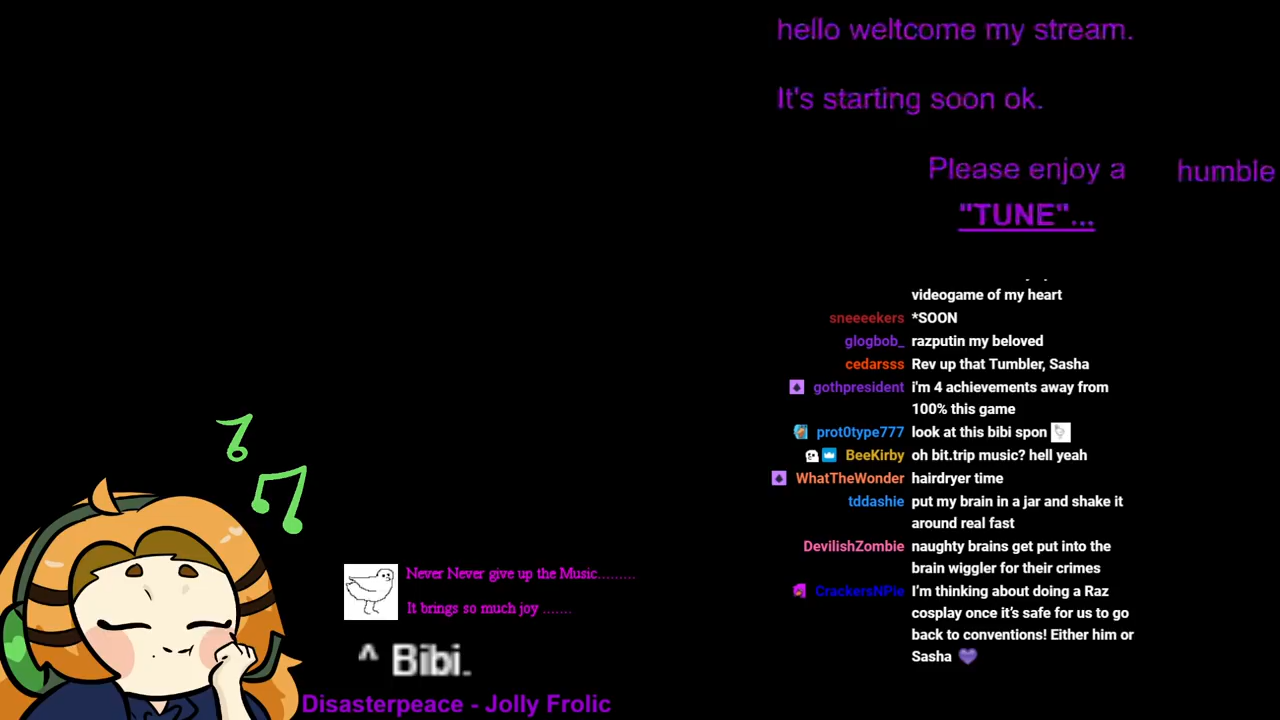 hello weltcome my stream.
It's starting soon ok.
Please enjoy a humble
"TUNE"...
videogame of my heart
sneeeekers *SOON
glogbob_ razputin my beloved
cedarsss Rev up that Tumbler, Sasha
gothpresident i'm 4 achievements away from
100% this game
prot0type777 look at this bibi spon
BeeKirby oh bit.trip music? hell yeah
WhatTheWonder hairdryer time
tddashie put my brain in a jar and shake it
around real fast
DevilishZombie naughty brains get put into the
brain wiggler for their crimes
CrackersNPie I'm thinking about doing a Raz
cosplay once it's safe for us to go
back to conventions! Either him or
Sasha
Never Never give up the Music.........
It brings so much joy .......
^ Bibi.
Disasterpeace - Jolly Frolic